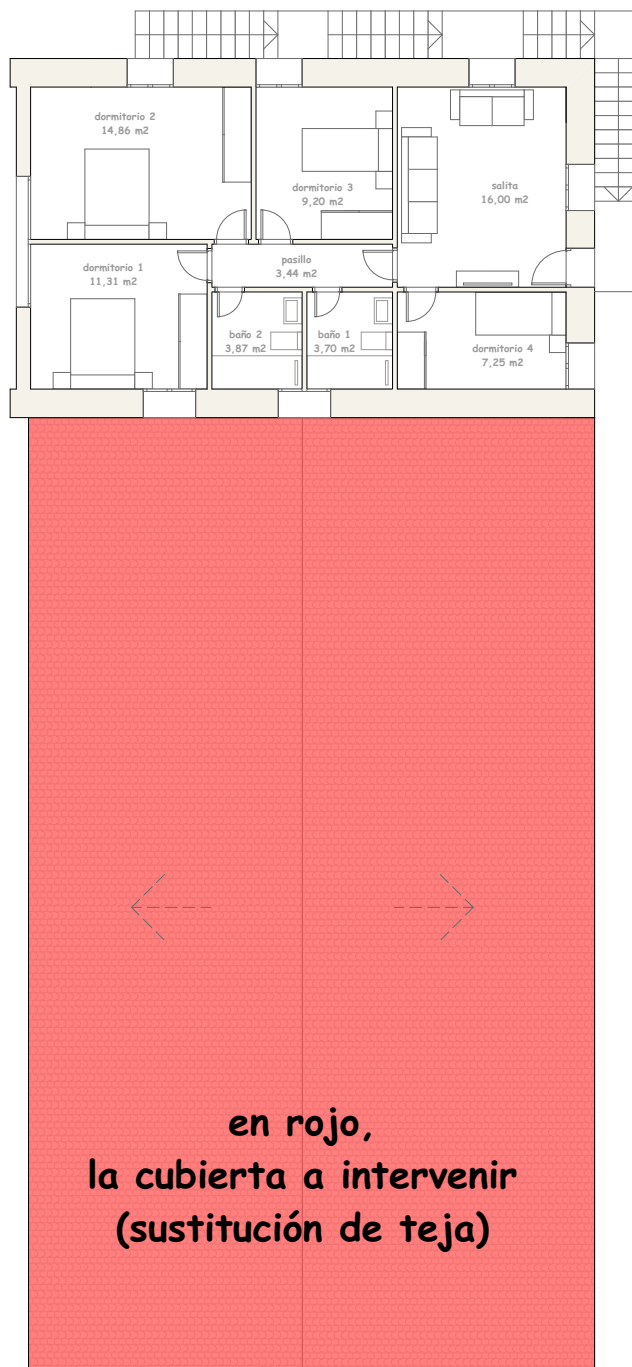 dormitorio 2
14,86 m2
dormitorio 3
9,20 m2
salita
16,00 m2
dormitorio 1
11,31 m2
pasillo
3,44 m2
baño 2
3,87 m2
baño 1
3,70 m2
dormitorio 4
7,25 m2
en rojo,
la cubierta a intervenir
(sustitución de teja)